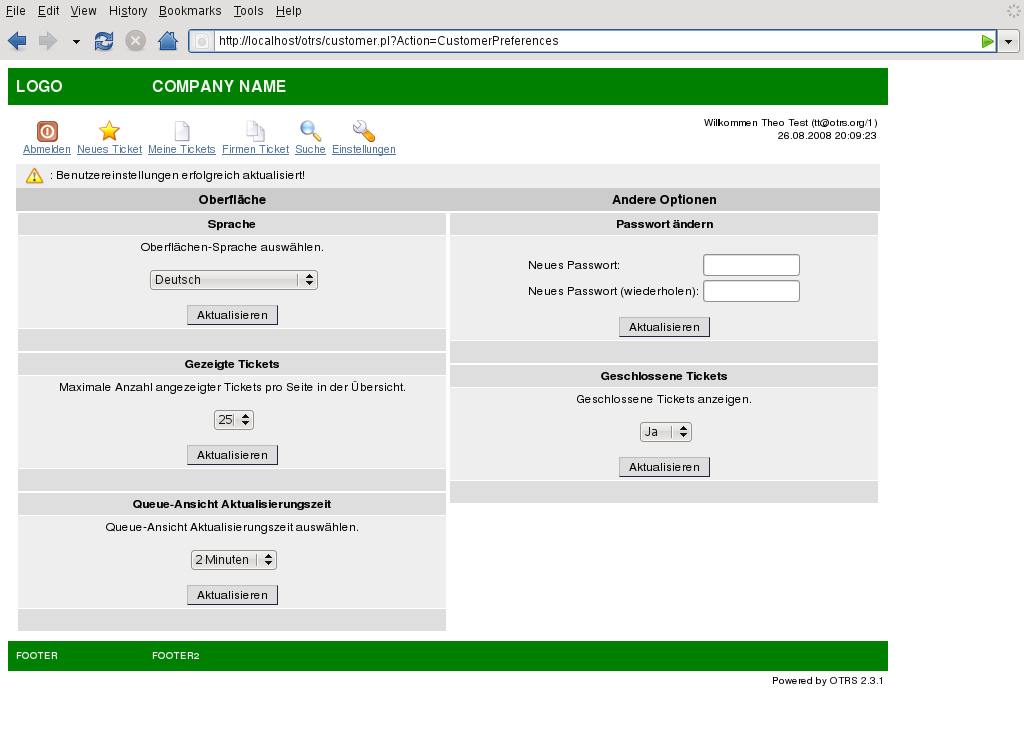 File Edit View History Bookmarks Tools Help
http://localhost/otrs/customer.pl?Action=CustomerPreferences
LOGO COMPANY NAME
Abmelden Neues Ticket Meine Tickets Firmen Ticket Suche Einstellungen
Willkommen Theo Test (tt@otrs.org/1)
26.08.2008 20:09:23
: Benutzereinstellungen erfolgreich aktualisiert!
Oberfläche
Sprache
Oberflächen-Sprache auswählen.
Deutsch
Aktualisieren
Gezeigte Tickets
Maximale Anzahl angezeigter Tickets pro Seite in der Übersicht.
25
Aktualisieren
Queue-Ansicht Aktualisierungszeit
Queue-Ansicht Aktualisierungszeit auswählen.
2 Minuten
Aktualisieren
Andere Optionen
Passwort ändern
Neues Passwort:
Neues Passwort (wiederholen):
Aktualisieren
Geschlossene Tickets
Geschlossene Tickets anzeigen.
Ja
Aktualisieren
FOOTER FOOTER2
Powered by OTRS 2.3.1